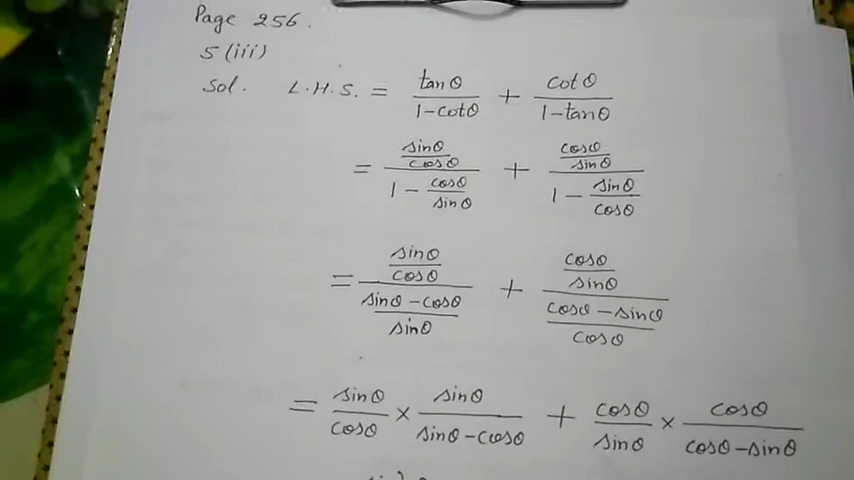 Page 256.
5 (iii)
Sol. L.H.S. = tanθ/(1-cotθ) + cotθ/(1-tanθ)
= (sinθ/cosθ)/(1 - cosθ/sinθ) + (cosθ/sinθ)/(1 - sinθ/cosθ)
= (sinθ/cosθ)/((sinθ-cosθ)/sinθ) + (cosθ/sinθ)/((cosθ-sinθ)/cosθ)
= sinθ/cosθ × sinθ/(sinθ-cosθ) + cosθ/sinθ × cosθ/(cosθ-sinθ)